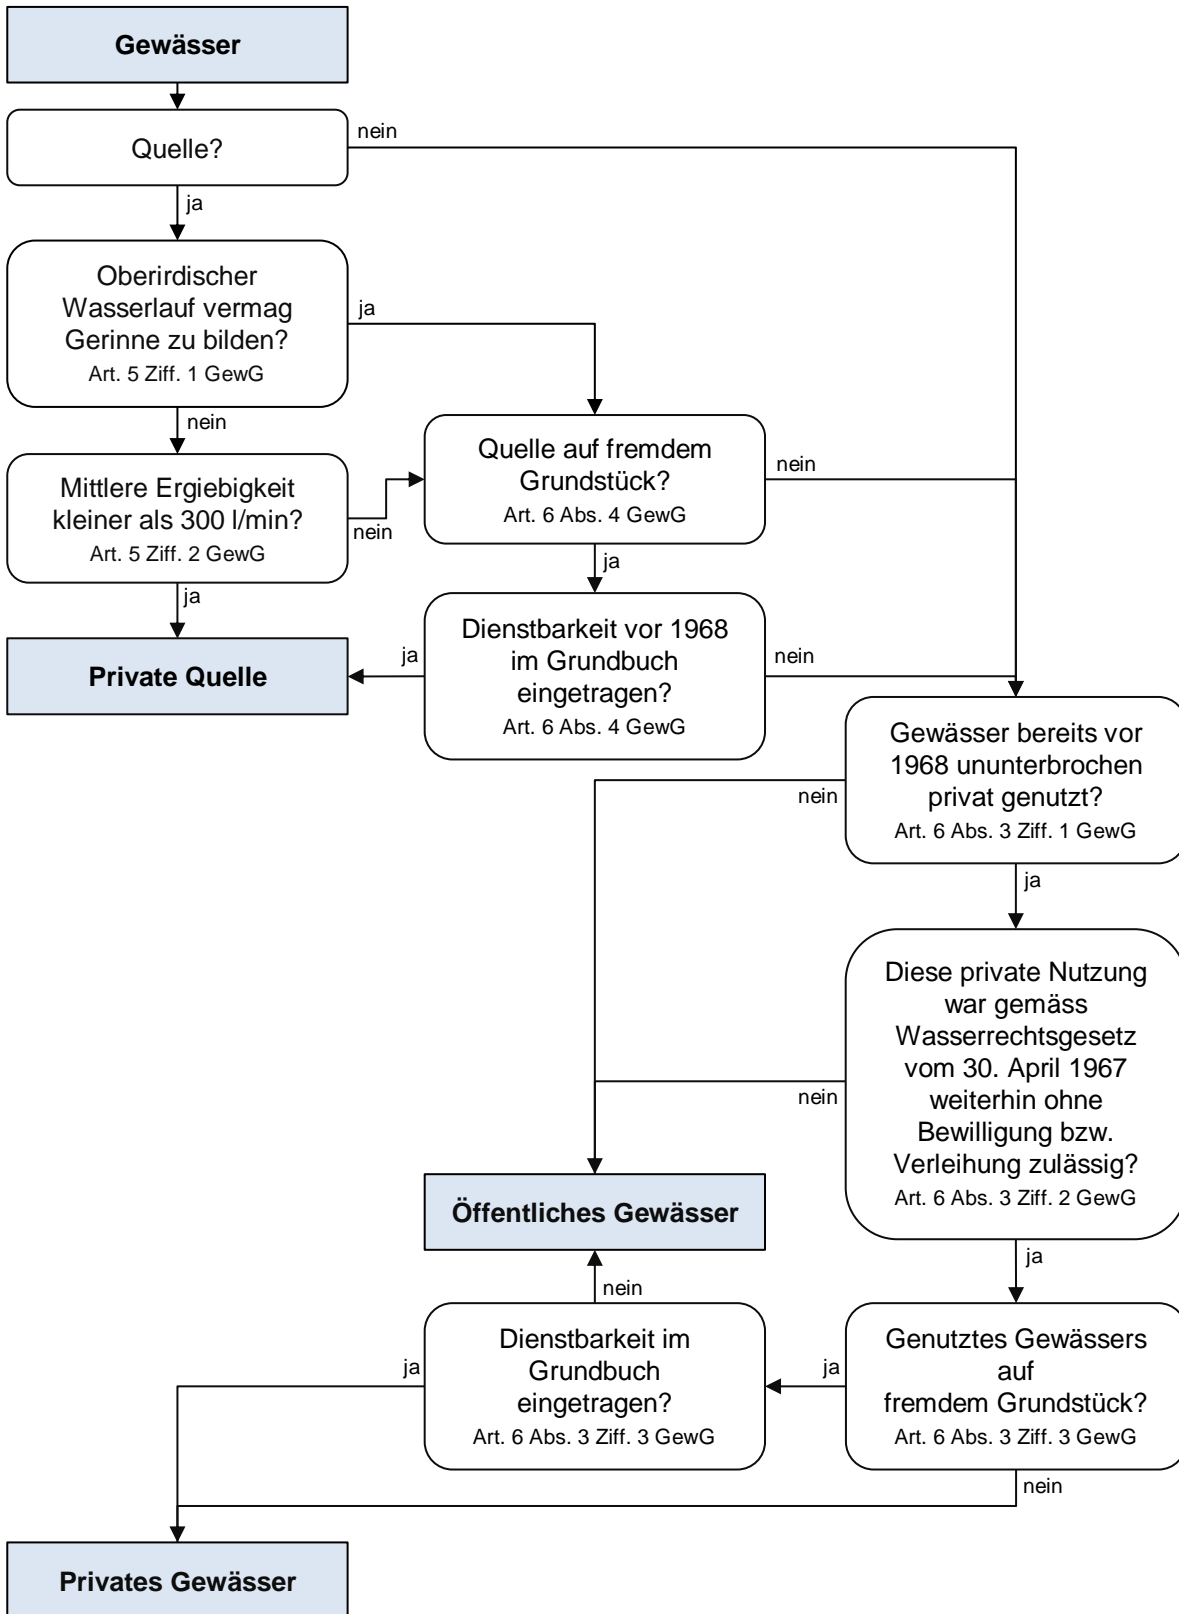 Gewässer
Quelle?
nein
ja
Oberirdischer
Wasserlauf vermag
Gerinne zu bilden?
Art. 5 Ziff. 1 GewG
ja
nein
Mittlere Ergiebigkeit
kleiner als 300 l/min?
Art. 5 Ziff. 2 GewG
nein
ja
Quelle auf fremdem
Grundstück?
Art. 6 Abs. 4 GewG
nein
ja
Dienstbarkeit vor 1968
im Grundbuch
eingetragen?
Art. 6 Abs. 4 GewG
ja
nein
Private Quelle
Gewässer bereits vor
1968 ununterbrochen
privat genutzt?
Art. 6 Abs. 3 Ziff. 1 GewG
nein
ja
Diese private Nutzung
war gemäss
Wasserrechtsgesetz
vom 30. April 1967
weiterhin ohne
Bewilligung bzw.
Verleihung zulässig?
Art. 6 Abs. 3 Ziff. 2 GewG
nein
ja
Öffentliches Gewässer
nein
Dienstbarkeit im
Grundbuch
eingetragen?
Art. 6 Abs. 3 Ziff. 3 GewG
ja
ja
Genutztes Gewässers
auf
fremdem Grundstück?
Art. 6 Abs. 3 Ziff. 3 GewG
nein
Privates Gewässer